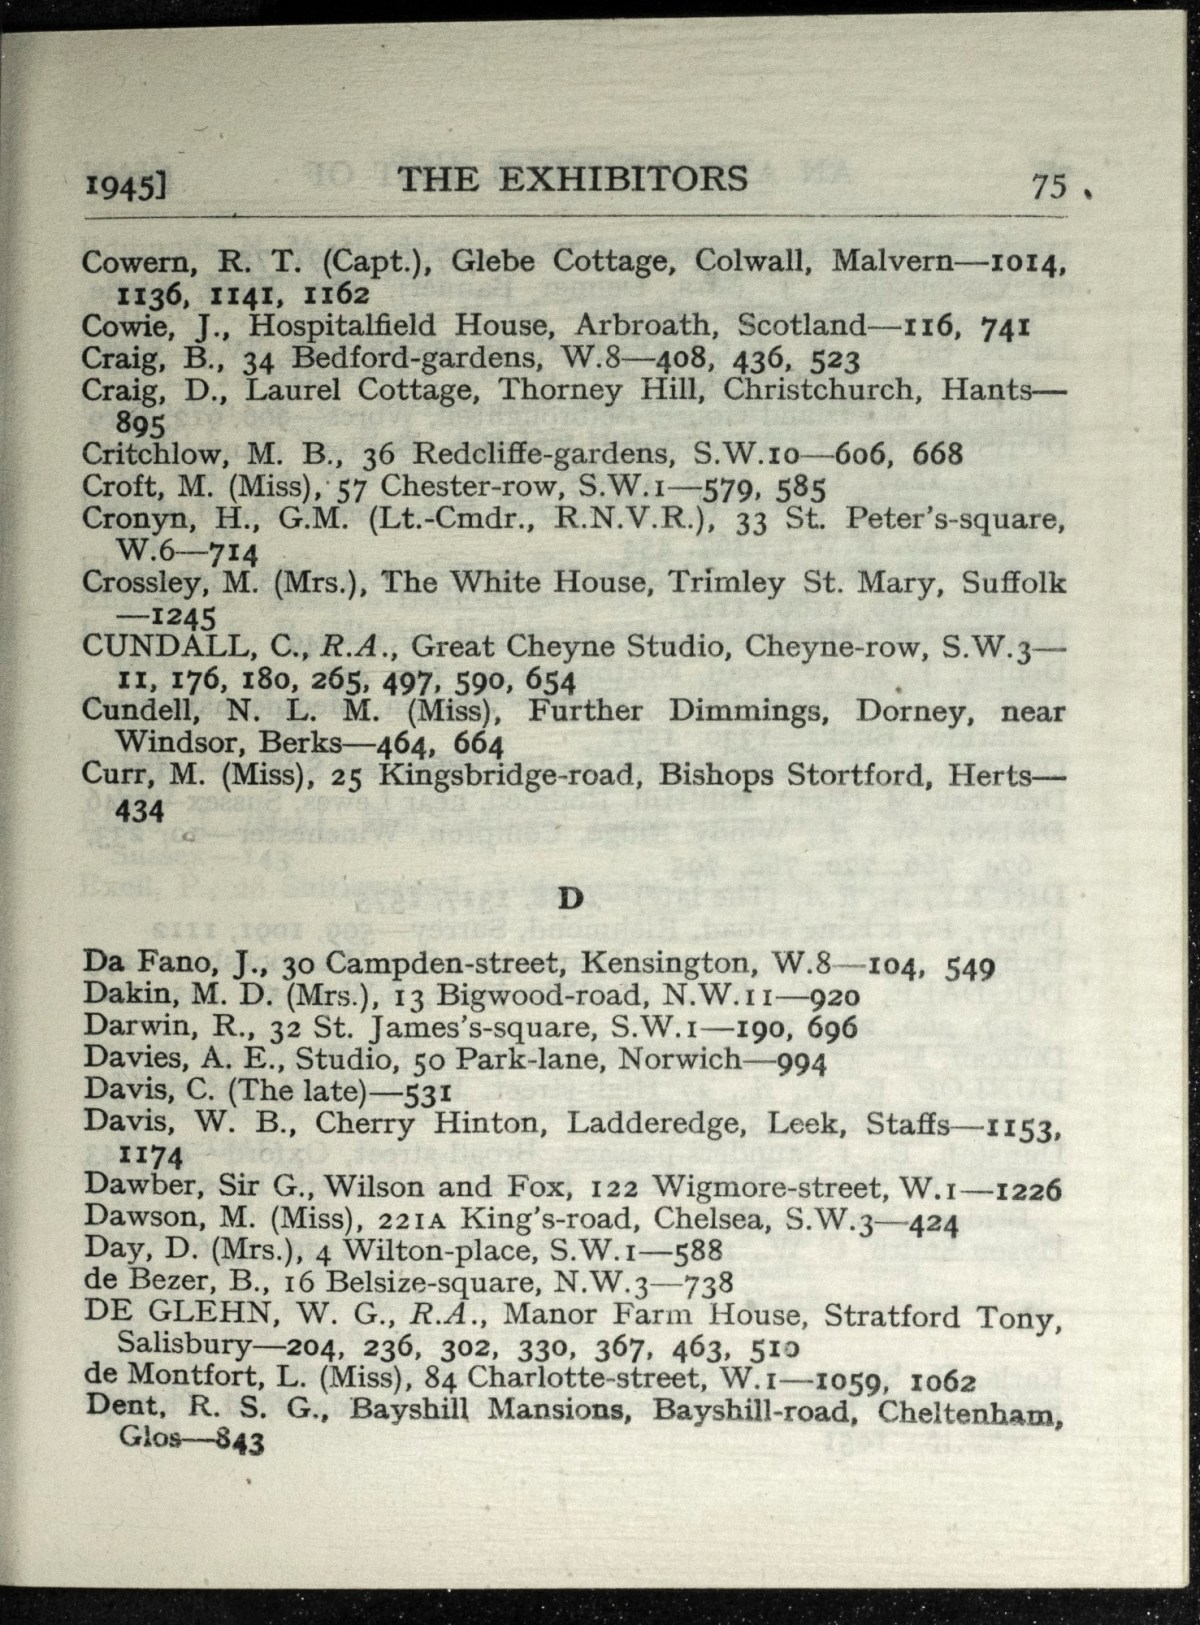 1945] THE EXHIBITORS 75
Cowern, R. T. (Capt.), Glebe Cottage, Colwall, Malvern—1014,
1136, 1141, 1162
Cowie, J., Hospitalfield House, Arbroath, Scotland—116, 741
Craig, B., 34 Bedford-gardens, W.8—408, 436, 523
Craig, D., Laurel Cottage, Thorney Hill, Christchurch, Hants—
895
Critchlow, M. B., 36 Redcliffe-gardens, S.W.10—606, 668
Croft, M. (Miss), 57 Chester-row, S.W.1—579, 585
Cronyn, H., G.M. (Lt.-Cmdr., R.N.V.R.), 33 St. Peter's-square,
W.6—714
Crossley, M. (Mrs.), The White House, Trimley St. Mary, Suffolk
—1245
CUNDALL, C., R.A., Great Cheyne Studio, Cheyne-row, S.W.3—
11, 176, 180, 265, 497, 590, 654
Cundell, N. L. M. (Miss), Further Dimmings, Dorney, near
Windsor, Berks—464, 664
Curr, M. (Miss), 25 Kingsbridge-road, Bishops Stortford, Herts—
434
D
Da Fano, J., 30 Campden-street, Kensington, W.8—104, 549
Dakin, M. D. (Mrs.), 13 Bigwood-road, N.W.11—920
Darwin, R., 32 St. James's-square, S.W.1—190, 696
Davies, A. E., Studio, 50 Park-lane, Norwich—994
Davis, C. (The late)—531
Davis, W. B., Cherry Hinton, Ladderedge, Leek, Staffs—1153,
1174
Dawber, Sir G., Wilson and Fox, 122 Wigmore-street, W.1—1226
Dawson, M. (Miss), 221A King's-road, Chelsea, S.W.3—424
Day, D. (Mrs.), 4 Wilton-place, S.W.1—588
de Bezer, B., 16 Belsize-square, N.W.3—738
DE GLEHN, W. G., R.A., Manor Farm House, Stratford Tony,
Salisbury—204, 236, 302, 330, 367, 463, 510
de Montfort, L. (Miss), 84 Charlotte-street, W.1—1059, 1062
Dent, R. S. G., Bayshill Mansions, Bayshill-road, Cheltenham,
Glos—843